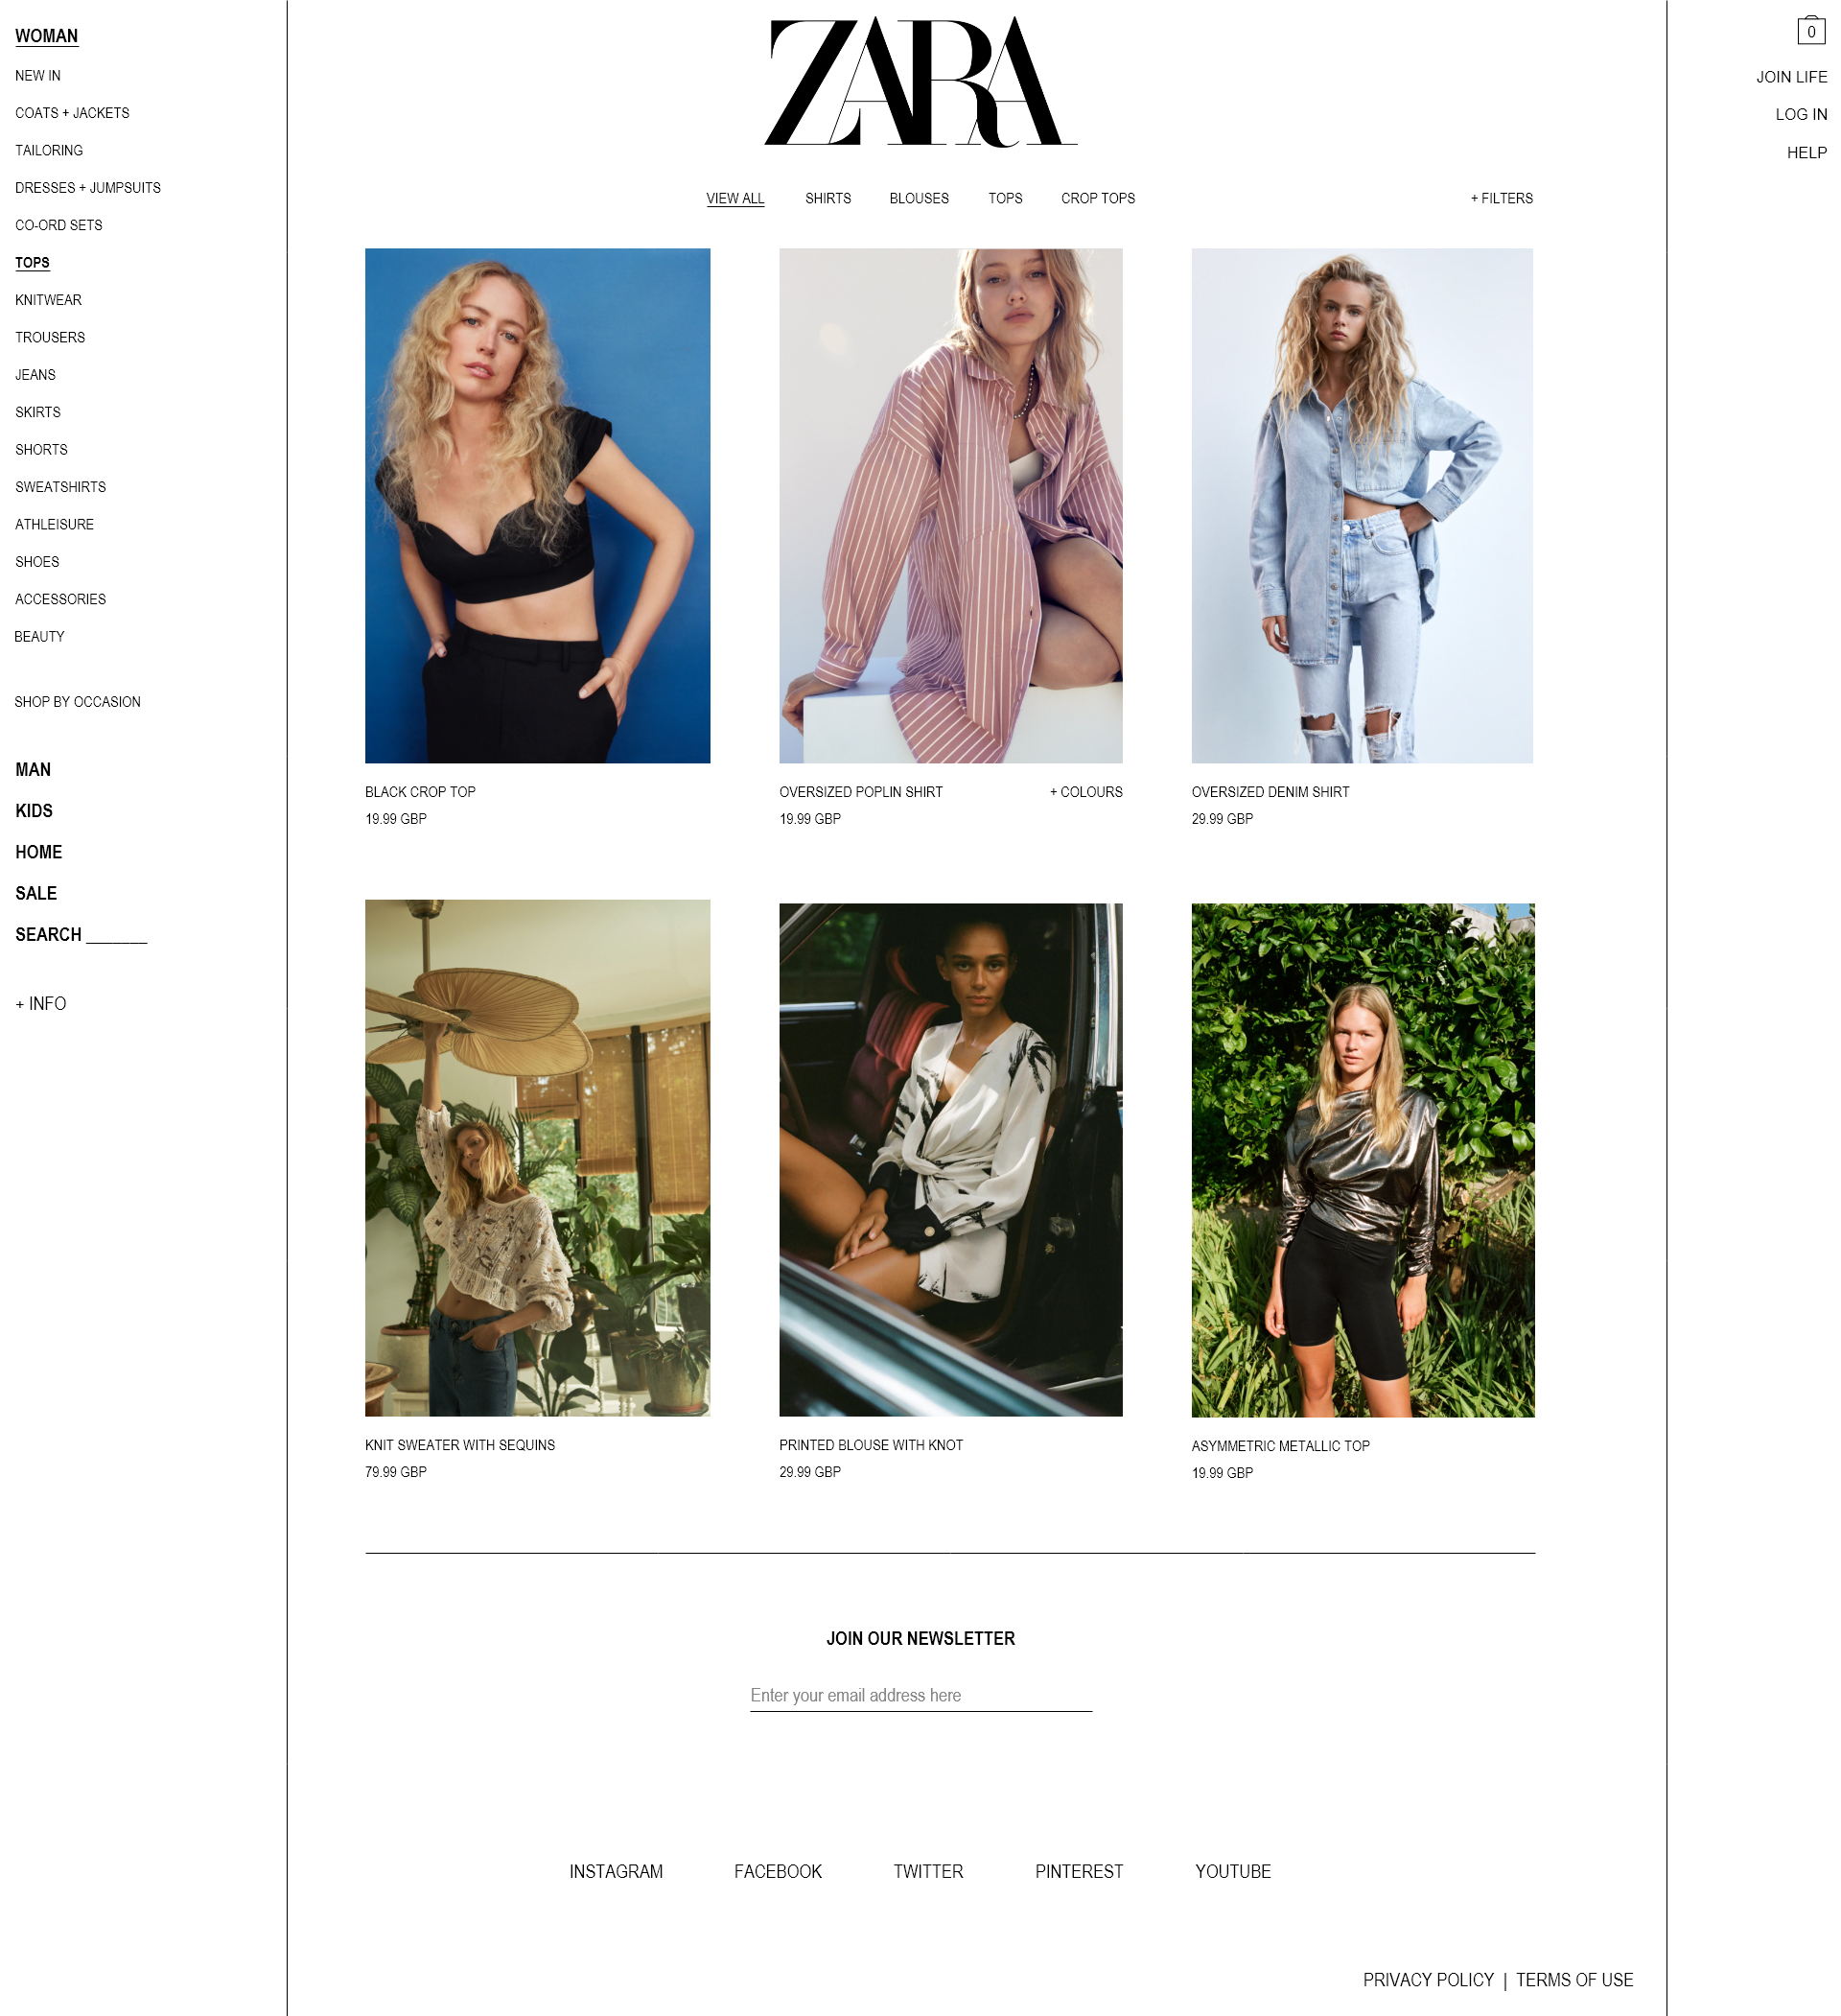 WOMAN
NEW IN
COATS + JACKETS
TAILORING
DRESSES + JUMPSUITS
CO-ORD SETS
TOPS
KNITWEAR
TROUSERS
JEANS
SKIRTS
SHORTS
SWEATSHIRTS
ATHLEISURE
SHOES
ACCESSORIES
BEAUTY
SHOP BY OCCASION
MAN
KIDS
HOME
SALE
SEARCH _______
+ INFO
ZARA
0
JOIN LIFE
LOG IN
HELP
VIEW ALL SHIRTS BLOUSES TOPS CROP TOPS + FILTERS
BLACK CROP TOP
19.99 GBP
OVERSIZED POPLIN SHIRT + COLOURS
19.99 GBP
OVERSIZED DENIM SHIRT
29.99 GBP
KNIT SWEATER WITH SEQUINS
79.99 GBP
PRINTED BLOUSE WITH KNOT
29.99 GBP
ASYMMETRIC METALLIC TOP
19.99 GBP
JOIN OUR NEWSLETTER
Enter your email address here
INSTAGRAM FACEBOOK TWITTER PINTEREST YOUTUBE
PRIVACY POLICY | TERMS OF USE